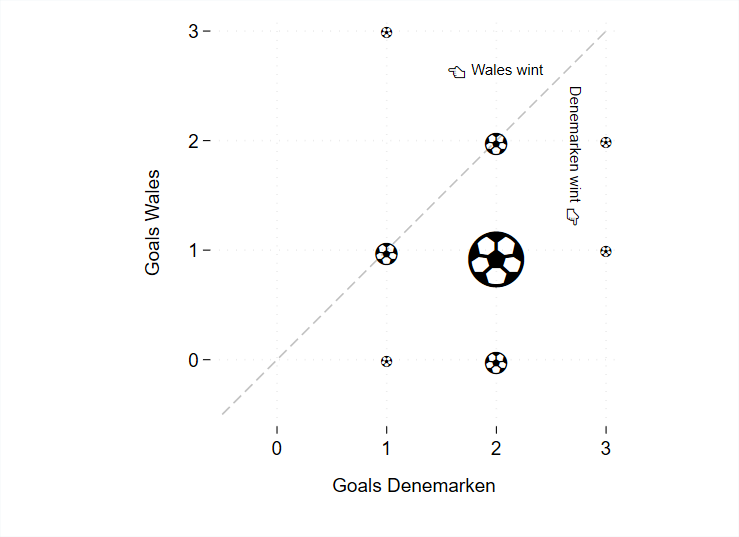 3
2
1
0
Goals Wales
Wales wint
Denemarken wint
0 1 2 3
Goals Denemarken